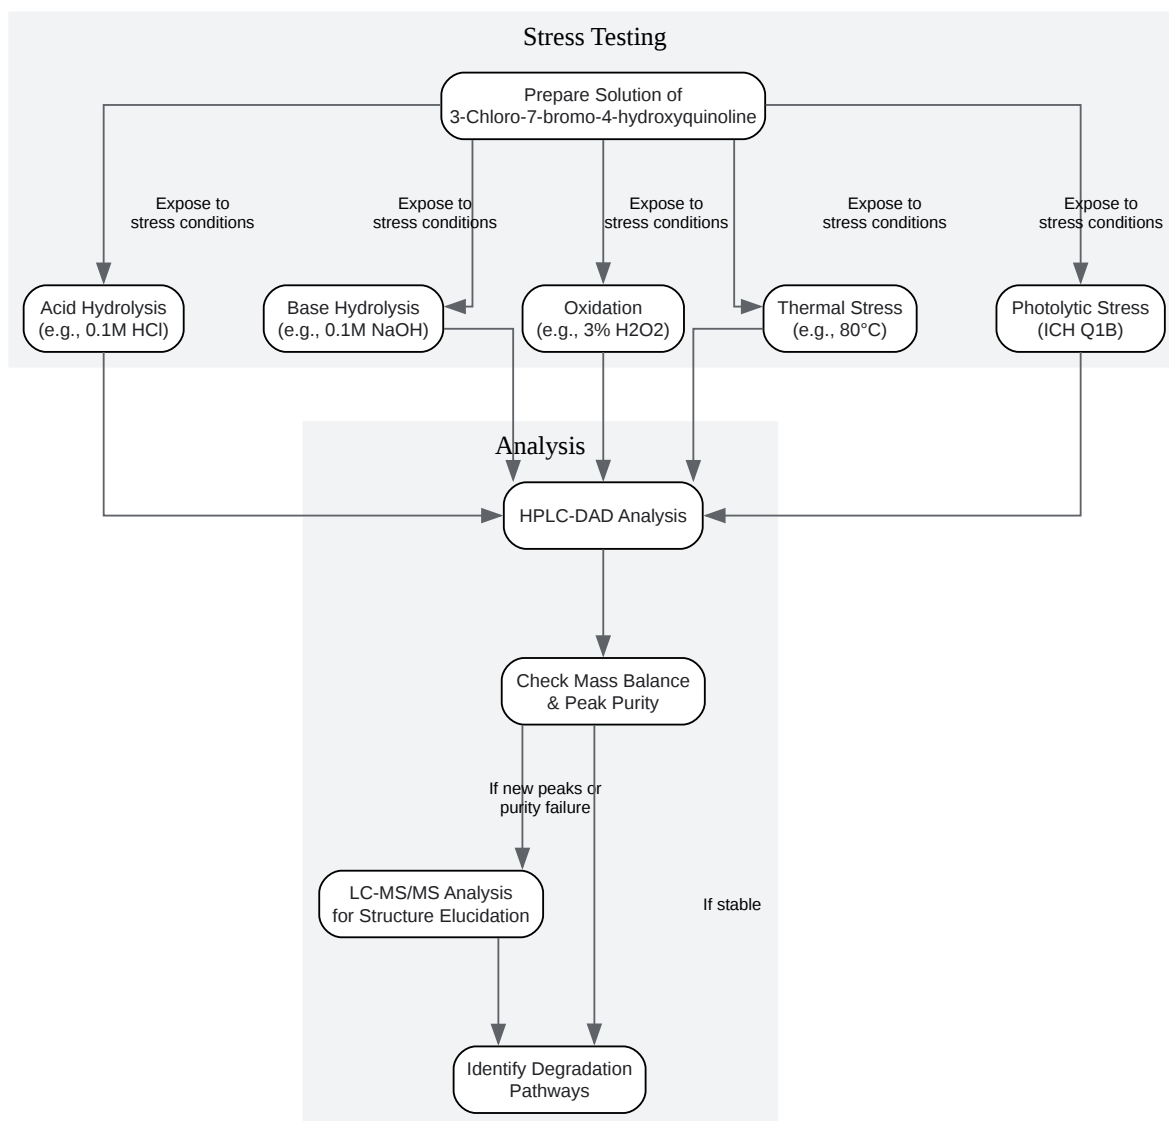 Stress Testing
Prepare Solution of
3-Chloro-7-bromo-4-hydroxyquinoline
Expose to
stress conditions
Expose to
stress conditions
Expose to
stress conditions
Expose to
stress conditions
Expose to
stress conditions
Acid Hydrolysis
(e.g., 0.1M HCl)
Base Hydrolysis
(e.g., 0.1M NaOH)
Oxidation
(e.g., 3% H2O2)
Thermal Stress
(e.g., 80°C)
Photolytic Stress
(ICH Q1B)
Analysis
HPLC-DAD Analysis
Check Mass Balance
& Peak Purity
If new peaks or
purity failure
LC-MS/MS Analysis
for Structure Elucidation
If stable
Identify Degradation
Pathways